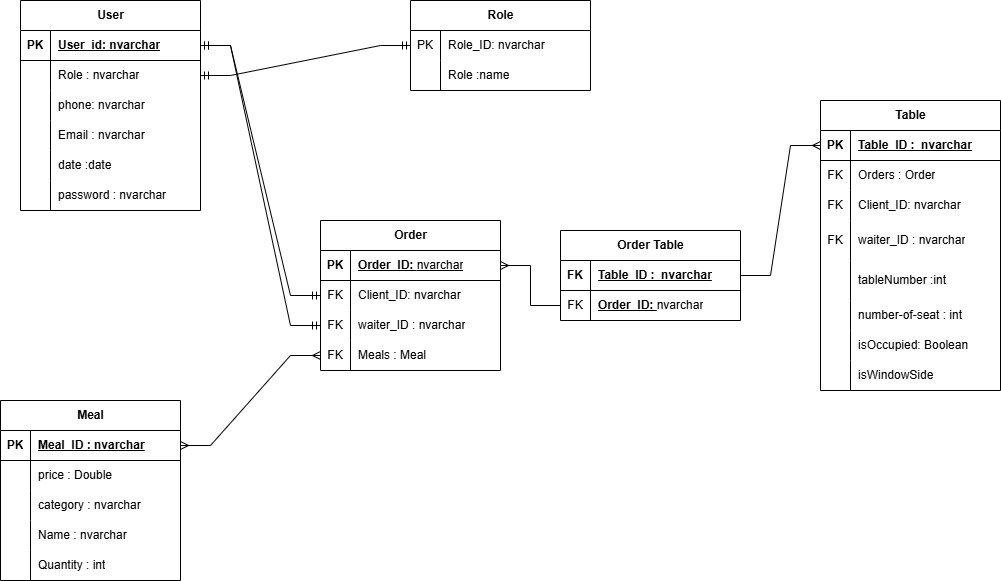 User
PK User_id: nvarchar
Role : nvarchar
phone: nvarchar
Email : nvarchar
date :date
password : nvarchar
Role
PK Role_ID: nvarchar
Role :name
Table
PK Table_ID : nvarchar
FK Orders : Order
FK Client_ID: nvarchar
FK waiter_ID : nvarchar
tableNumber :int
number-of-seat : int
isOccupied: Boolean
isWindowSide
Order
PK Order_ID: nvarchar
FK Client_ID: nvarchar
FK waiter_ID : nvarchar
FK Meals : Meal
Order Table
FK Table_ID : nvarchar
FK Order_ID: nvarchar
Meal
PK Meal_ID : nvarchar
price : Double
category : nvarchar
Name : nvarchar
Quantity : int